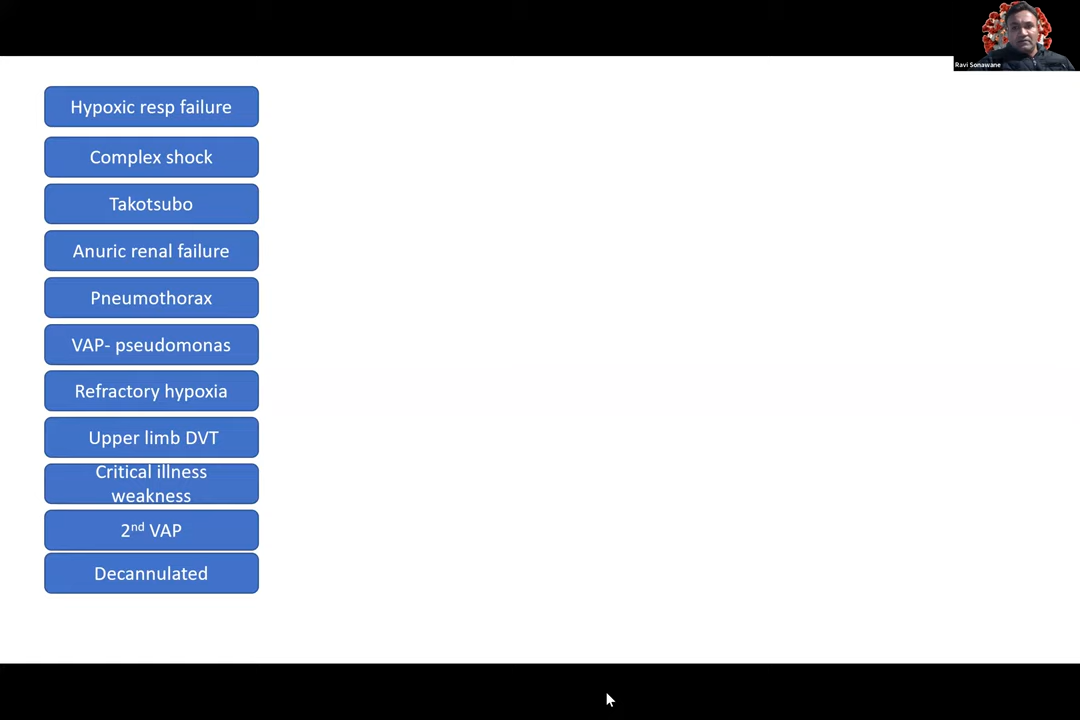 Ravi Sonawane
Hypoxic resp failure
Complex shock
Takotsubo
Anuric renal failure
Pneumothorax
VAP- pseudomonas
Refractory hypoxia
Upper limb DVT
Critical illness
weakness
2nd VAP
Decannulated